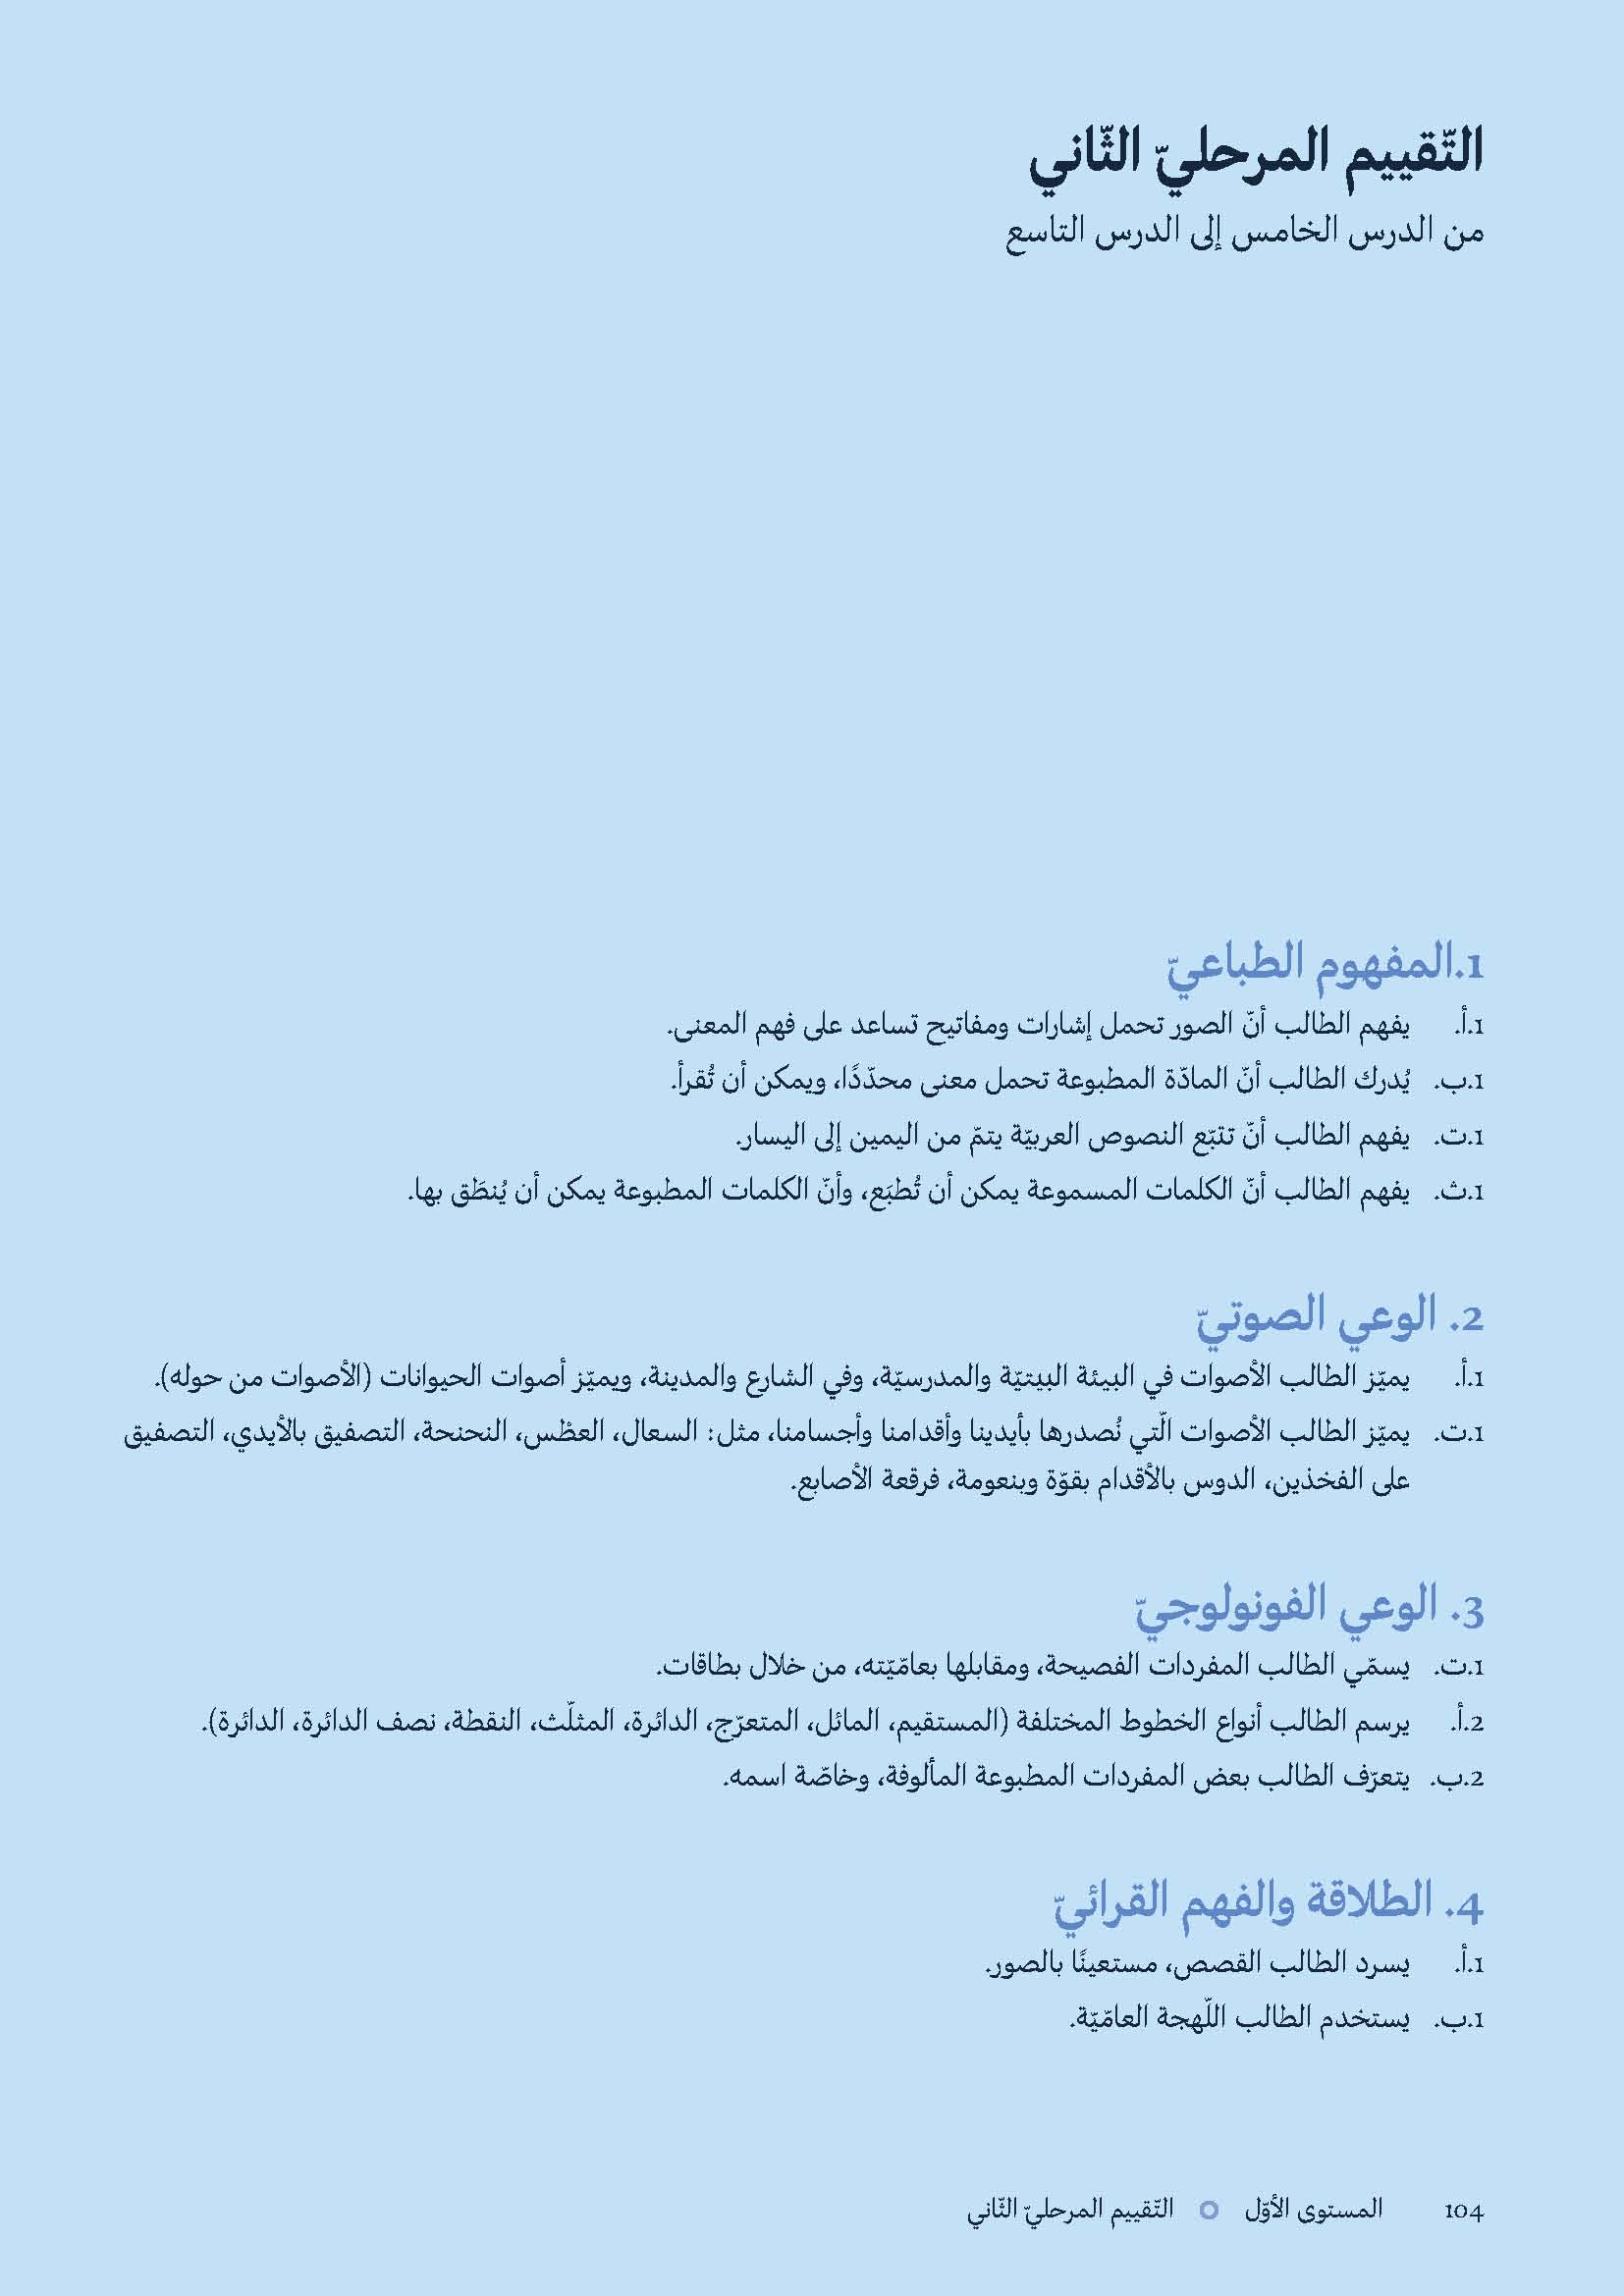 التّقييم المرحليّ الثّاني
من الدرس الخامس إلى الدرس التاسع
1.المفهوم الطباعيّ
1.أ. يفهم الطالب أنّ الصور تحمل إشارات ومفاتيح تساعد على فهم المعنى.
1.ب. يُدرك الطالب أنّ المادّة المطبوعة تحمل معنى محدّدًا، ويمكن أن تُقرأ.
1.ت. يفهم الطالب أنّ تتبّع النصوص العربيّة يتمّ من اليمين إلى اليسار.
1.ث. يفهم الطالب أنّ الكلمات المسموعة يمكن أن تُطبَع، وأنّ الكلمات المطبوعة يمكن أن يُنطَق بها.
2. الوعي الصوتيّ
1.أ. يميّز الطالب الأصوات في البيئة البيتيّة والمدرسيّة، وفي الشارع والمدينة، ويميّز أصوات الحيوانات (الأصوات من حوله).
1.ت. يميّز الطالب الأصوات الّتي نُصدرها بأيدينا وأقدامنا وأجسامنا، مثل: السعال، العطْس، النحنحة، التصفيق بالأيدي، التصفيق
على الفخذين، الدوس بالأقدام بقوّة وبنعومة، فرقعة الأصابع.
3. الوعي الفونولوجيّ
1.ت. يسمّي الطالب المفردات الفصيحة، ومقابلها بعامّيّته، من خلال بطاقات.
2.أ. يرسم الطالب أنواع الخطوط المختلفة (المستقيم، المائل، المتعرّج، الدائرة، المثلّث، النقطة، نصف الدائرة، الدائرة).
2.ب. يتعرّف الطالب بعض المفردات المطبوعة المألوفة، وخاصّة اسمه.
4. الطلاقة والفهم القرائيّ
1.أ. يسرد الطالب القصص، مستعينًا بالصور.
1.ب. يستخدم الطالب اللّهجة العامّيّة.
104 المستوى الأوّل التّقييم المرحليّ الثّاني